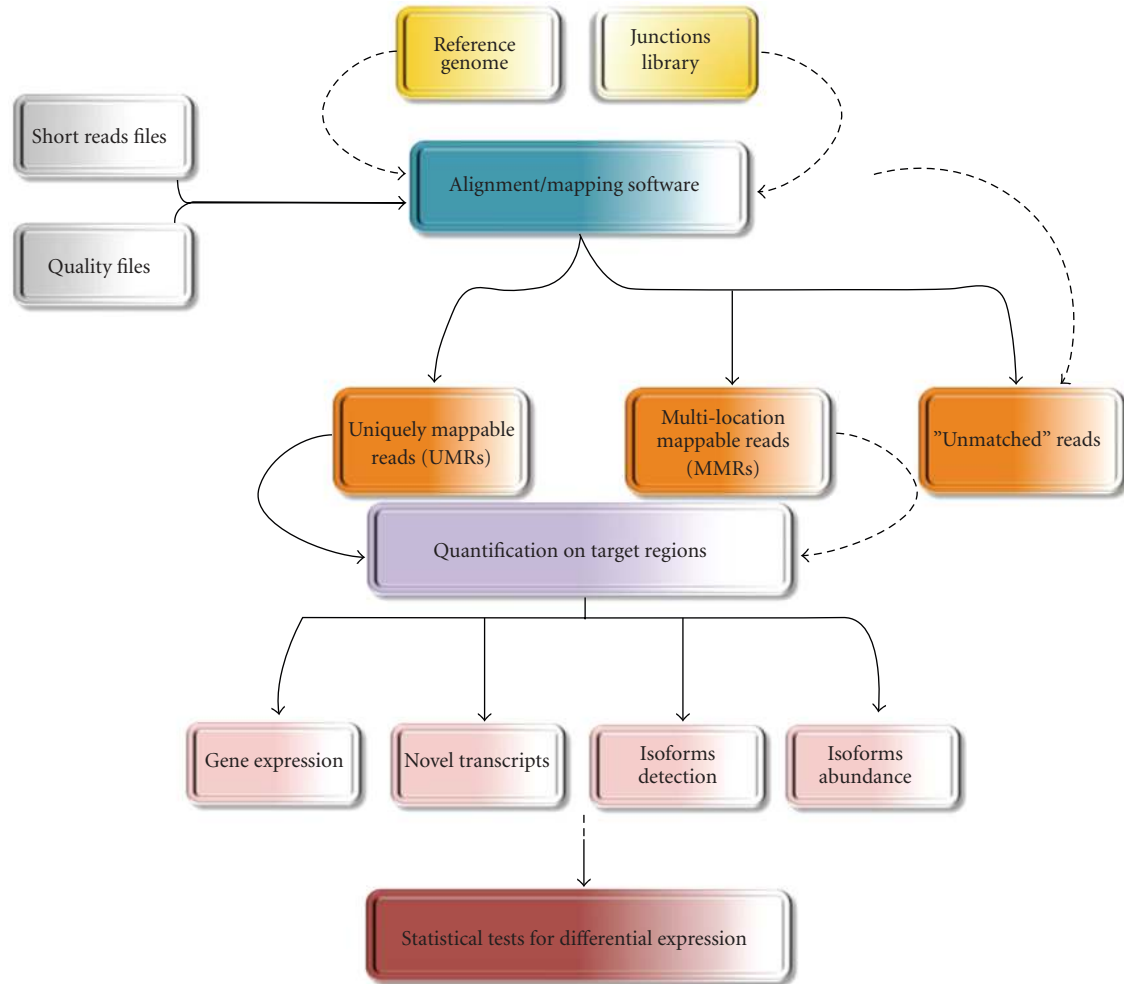 Reference
genome
Junctions
library
Short reads files
Alignment/mapping software
Quality files
Uniquely mappable
reads (UMRs)
Multi-location
mappable reads
(MMRs)
”Unmatched” reads
Quantification on target regions
Gene expression
Novel transcripts
Isoforms
detection
Isoforms
abundance
Statistical tests for differential expression